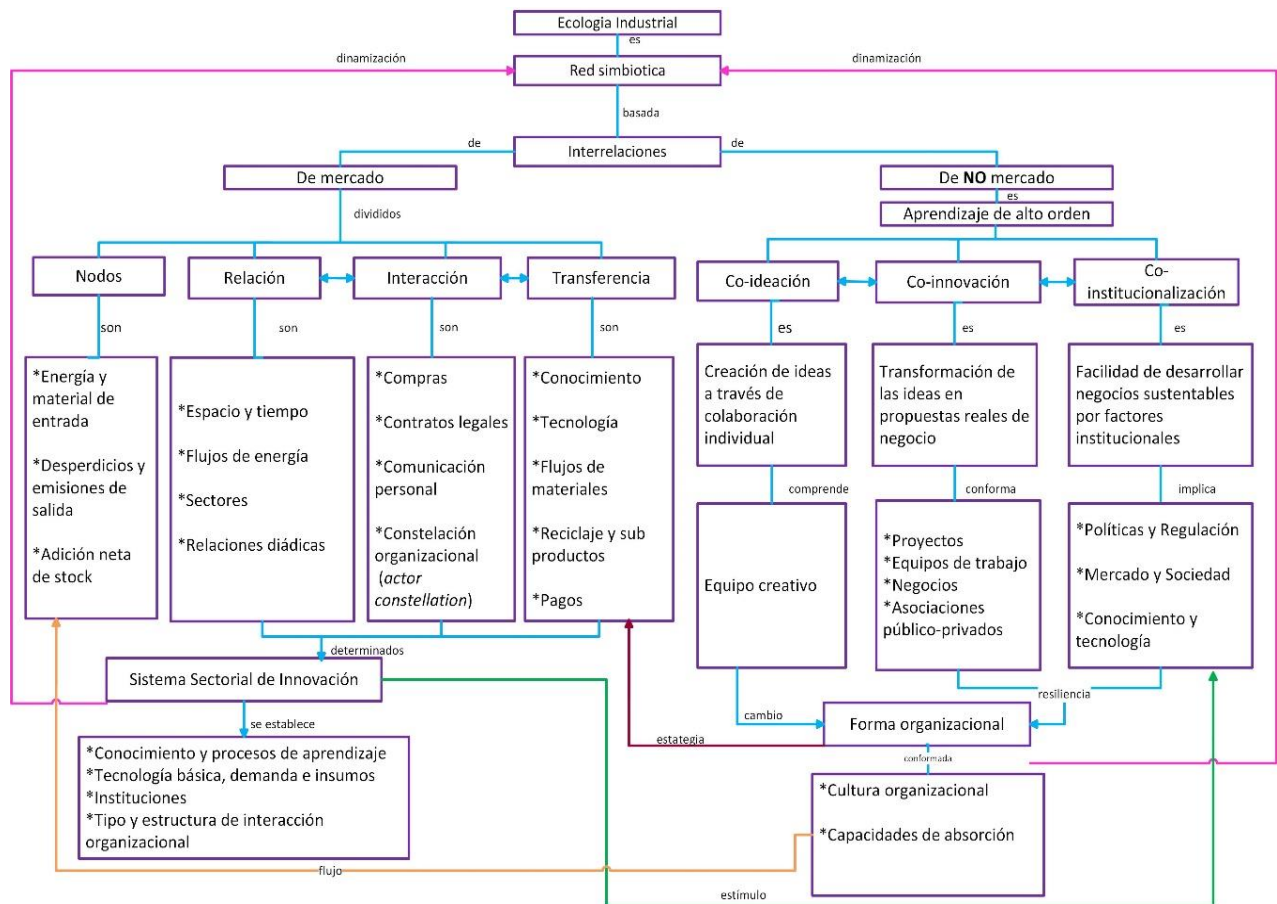 Ecologia Industrial
es
dinamización
dinamización
Red simbiotica
basada
de
de
Interrelaciones
De mercado
De NO mercado
es
divididos
Aprendizaje de alto orden
Nodos
Relación
Interacción
Transferencia
Co-ideación
Co-innovación
Co-
institucionalización
son
son
son
son
es
es
es
*Energía y
material de
entrada
*Desperdicios y
emisiones de
salida
*Adición neta
de stock
*Espacio y tiempo
*Flujos de energía
*Sectores
*Relaciones diádicas
*Compras
*Contratos legales
*Comunicación
personal
*Constelación
organizacional
(actor
constellation)
*Conocimiento
*Tecnología
*Flujos de
materiales
*Reciclaje y sub
productos
*Pagos
Creación de ideas
a través de
colaboración
individual
Transformación de
las ideas en
propuestas reales de
negocio
Facilidad de desarrollar
negocios sustentables
por factores
institucionales
comprende
conforma
implica
Equipo creativo
*Proyectos
*Equipos de trabajo
*Negocios
*Asociaciones
público-privados
*Políticas y Regulación
*Mercado y Sociedad
*Conocimiento y
tecnología
determinados
Sistema Sectorial de Innovación
resiliencia
cambio
Forma organizacional
se establece
estategia
conformada
*Conocimiento y procesos de aprendizaje
*Tecnología básica, demanda e insumos
*Instituciones
*Tipo y estructura de interacción
organizacional
*Cultura organizacional
*Capacidades de absorción
flujo
estímulo